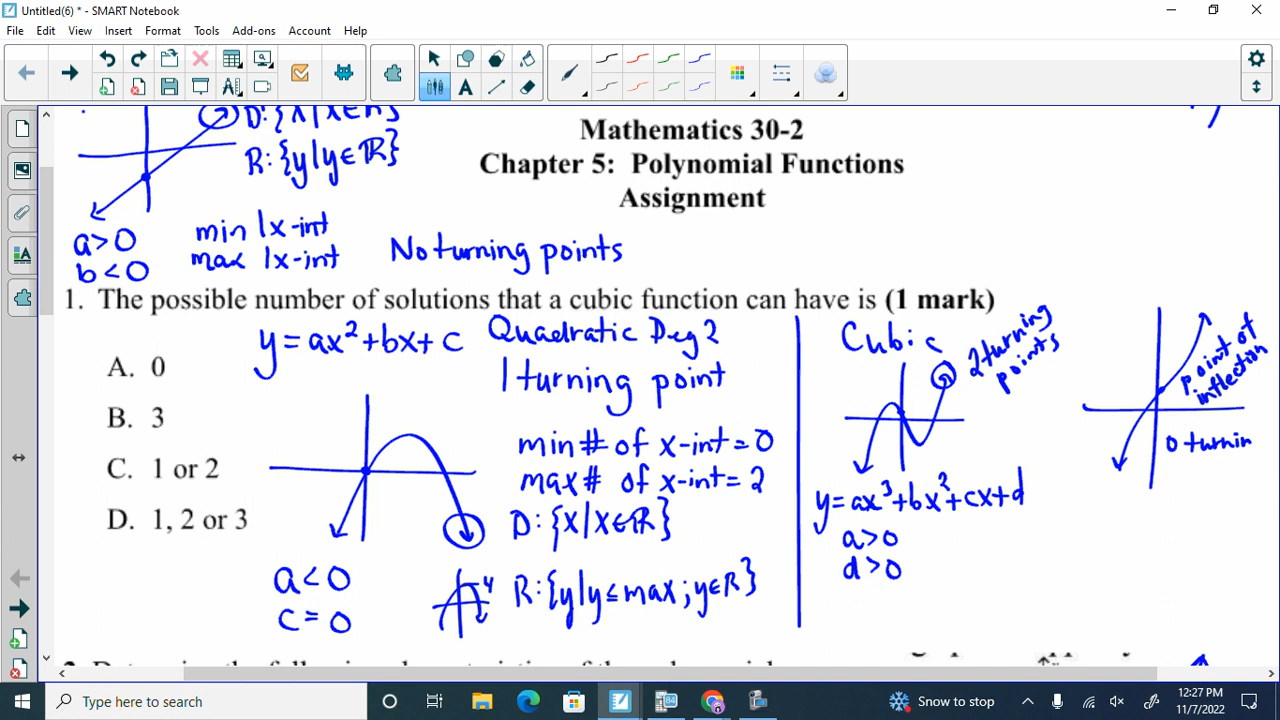 Untitled(6) * - SMART Notebook
File Edit View Insert Format Tools Add-ons Account Help
D: {x|x∈R}
R: {y|y∈R}
Mathematics 30-2
Chapter 5: Polynomial Functions
Assignment
a>0
b<0
min 1x-int
max 1x-int
No turning points
1. The possible number of solutions that a cubic function can have is (1 mark)
A. 0
B. 3
C. 1 or 2
D. 1, 2 or 3
y=ax²+bx+c
Quadratic Deg 2
1 turning point
min # of x-int = 0
max # of x-int = 2
D: {x|x∈R}
R: {y|y≤max; y∈R}
a<0
c=0
4
Cubic
2 turning
points
y=ax³+bx²+cx+d
a>0
d>0
point of
inflection
0 turnin
Type here to search
Snow to stop
12:27 PM
11/7/2022